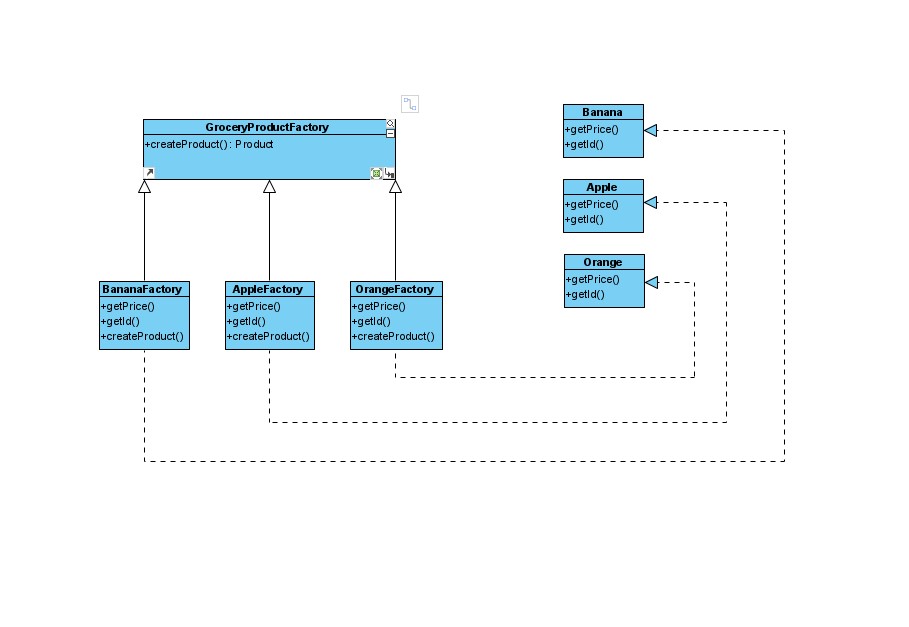 GroceryProductFactory
+createProduct() : Product
Banana
+getPrice()
+getId()
Apple
+getPrice()
+getId()
Orange
+getPrice()
+getId()
BananaFactory
+getPrice()
+getId()
+createProduct()
AppleFactory
+getPrice()
+getId()
+createProduct()
OrangeFactory
+getPrice()
+getId()
+createProduct()